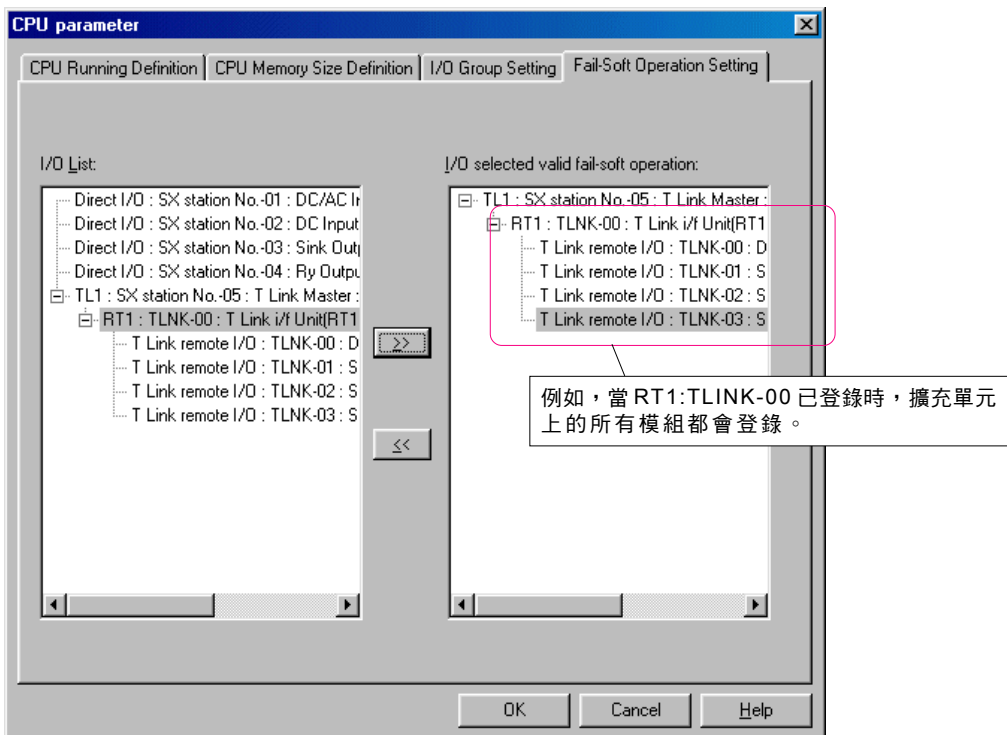 CPU parameter
CPU Running Definition
CPU Memory Size Definition
I/O Group Setting
Fail-Soft Operation Setting
I/O List:
Direct I/O : SX station No.-01 : DC/AC In
Direct I/O : SX station No.-02 : DC Input
Direct I/O : SX station No.-03 : Sink Outp
Direct I/O : SX station No.-04 : Ry Outpu
TL1 : SX station No.-05 : T Link Master :
RT1 : TLNK-00 : T Link i/f Unit(RT1
T Link remote I/O : TLNK-00 : D
T Link remote I/O : TLNK-01 : S
T Link remote I/O : TLNK-02 : S
T Link remote I/O : TLNK-03 : S
>>
<<
I/O selected valid fail-soft operation:
TL1 : SX station No.-05 : T Link Master :
RT1 : TLNK-00 : T Link i/f Unit(RT1
T Link remote I/O : TLNK-00 : D
T Link remote I/O : TLNK-01 : S
T Link remote I/O : TLNK-02 : S
T Link remote I/O : TLNK-03 : S
例如，當RT1:TLINK-00 已登錄時，擴充單元
上的所有模組都會登錄。
OK
Cancel
Help